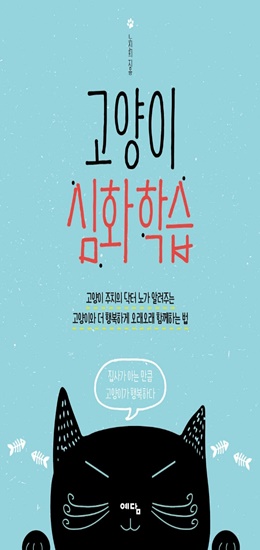 노진희 지음
고양이
심화학습
고양이 주치의 닥터 노가 알려주는
고양이와 더 행복하게 오래오래 함께하는 법
집사가 아는 만큼
고양이가 행복하다
예담